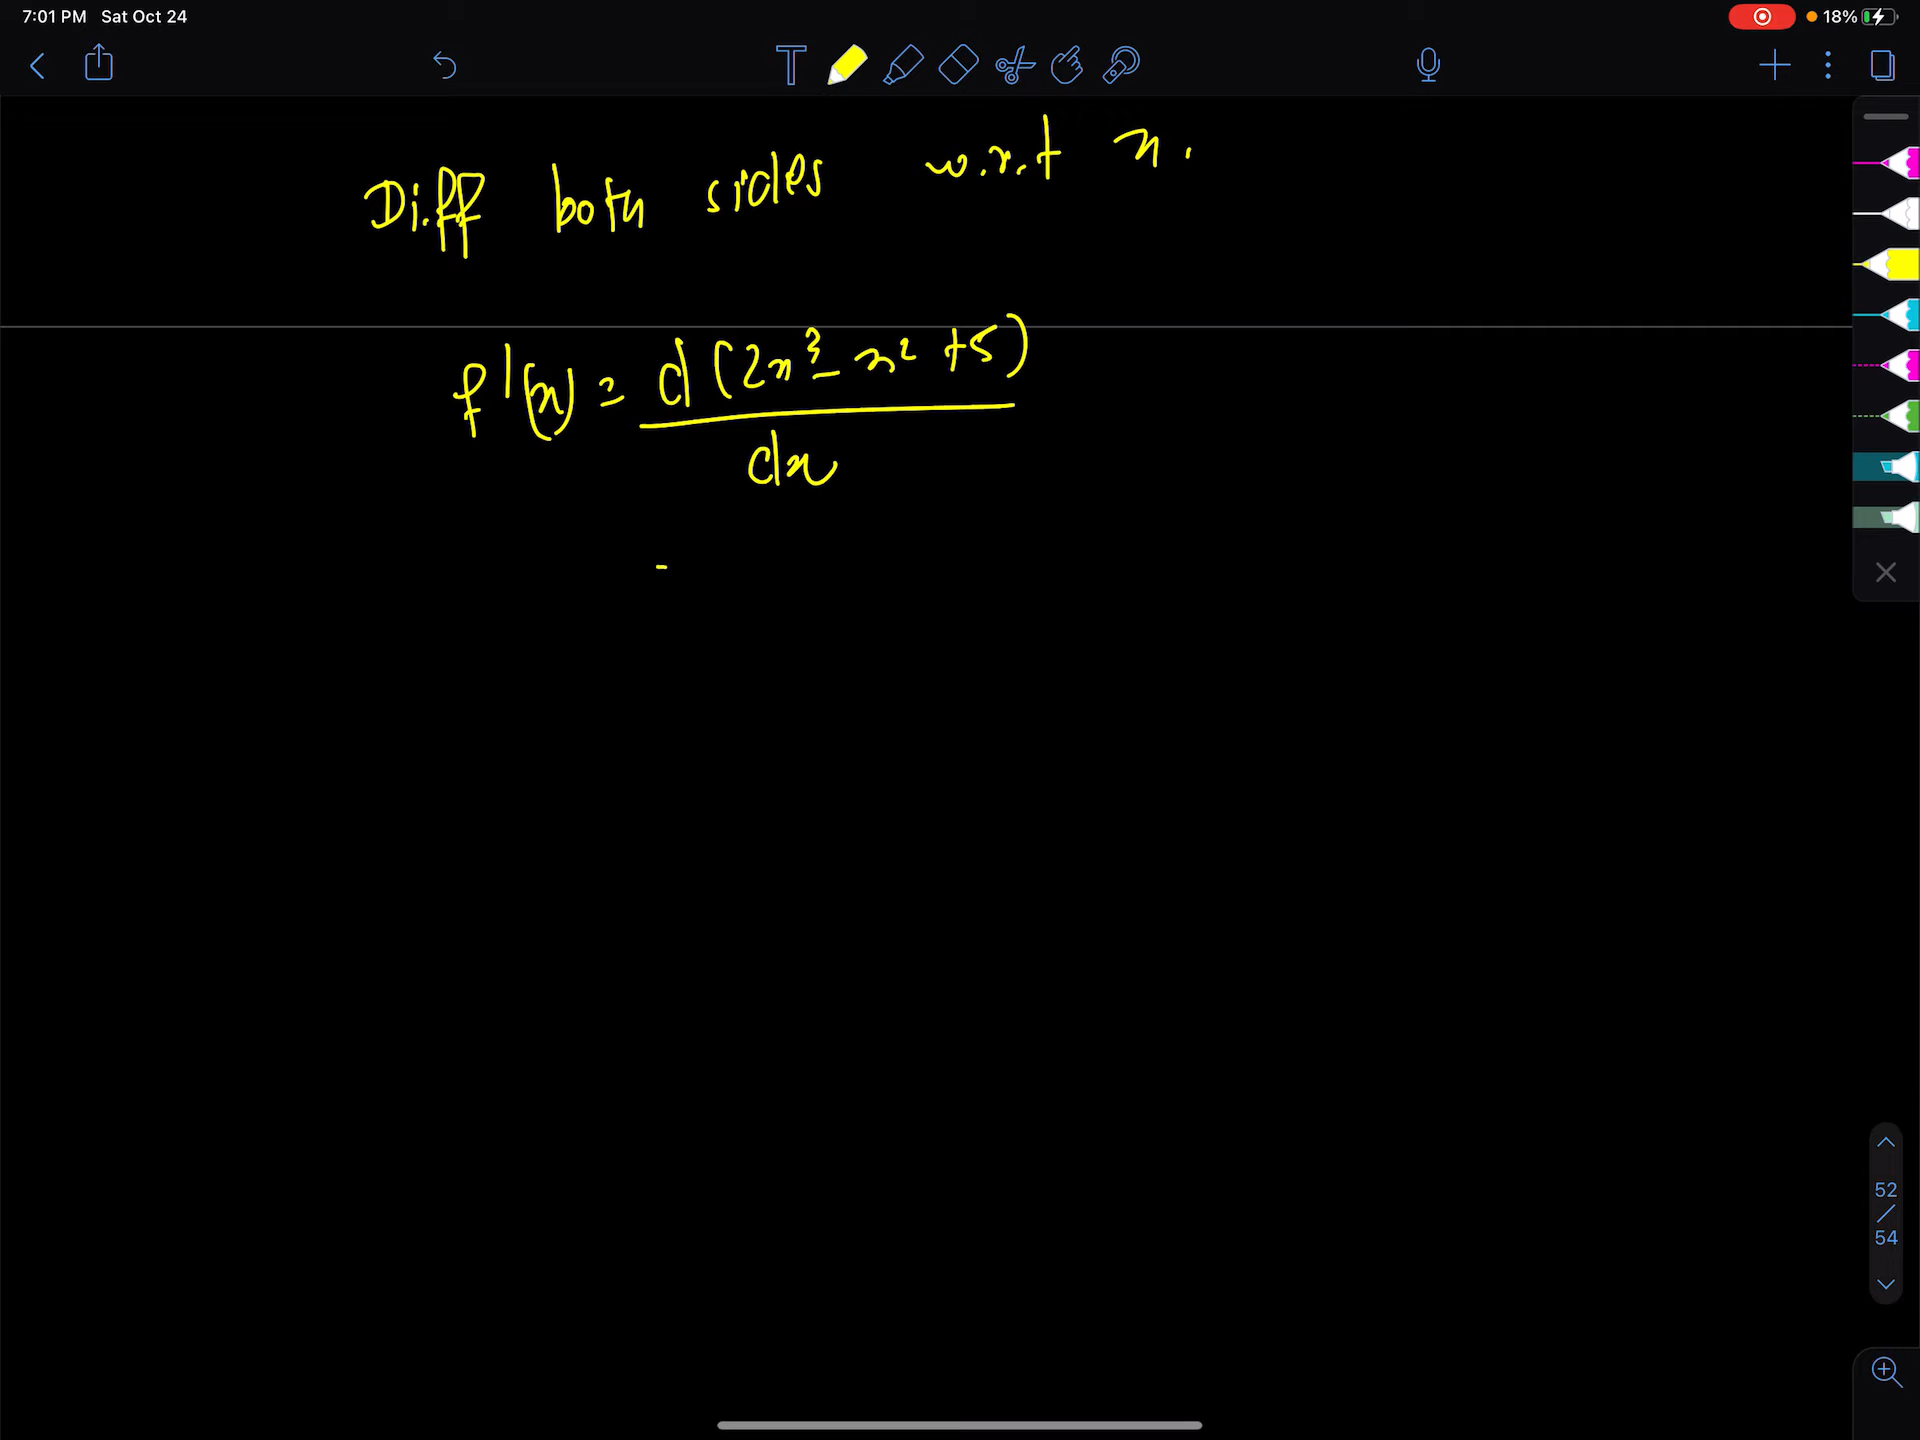 7:01 PM Sat Oct 24
18%
Diff both sides w.r.t x.
f'(x) = d(2x³ - x² + 5)
dx
-
52
/
54